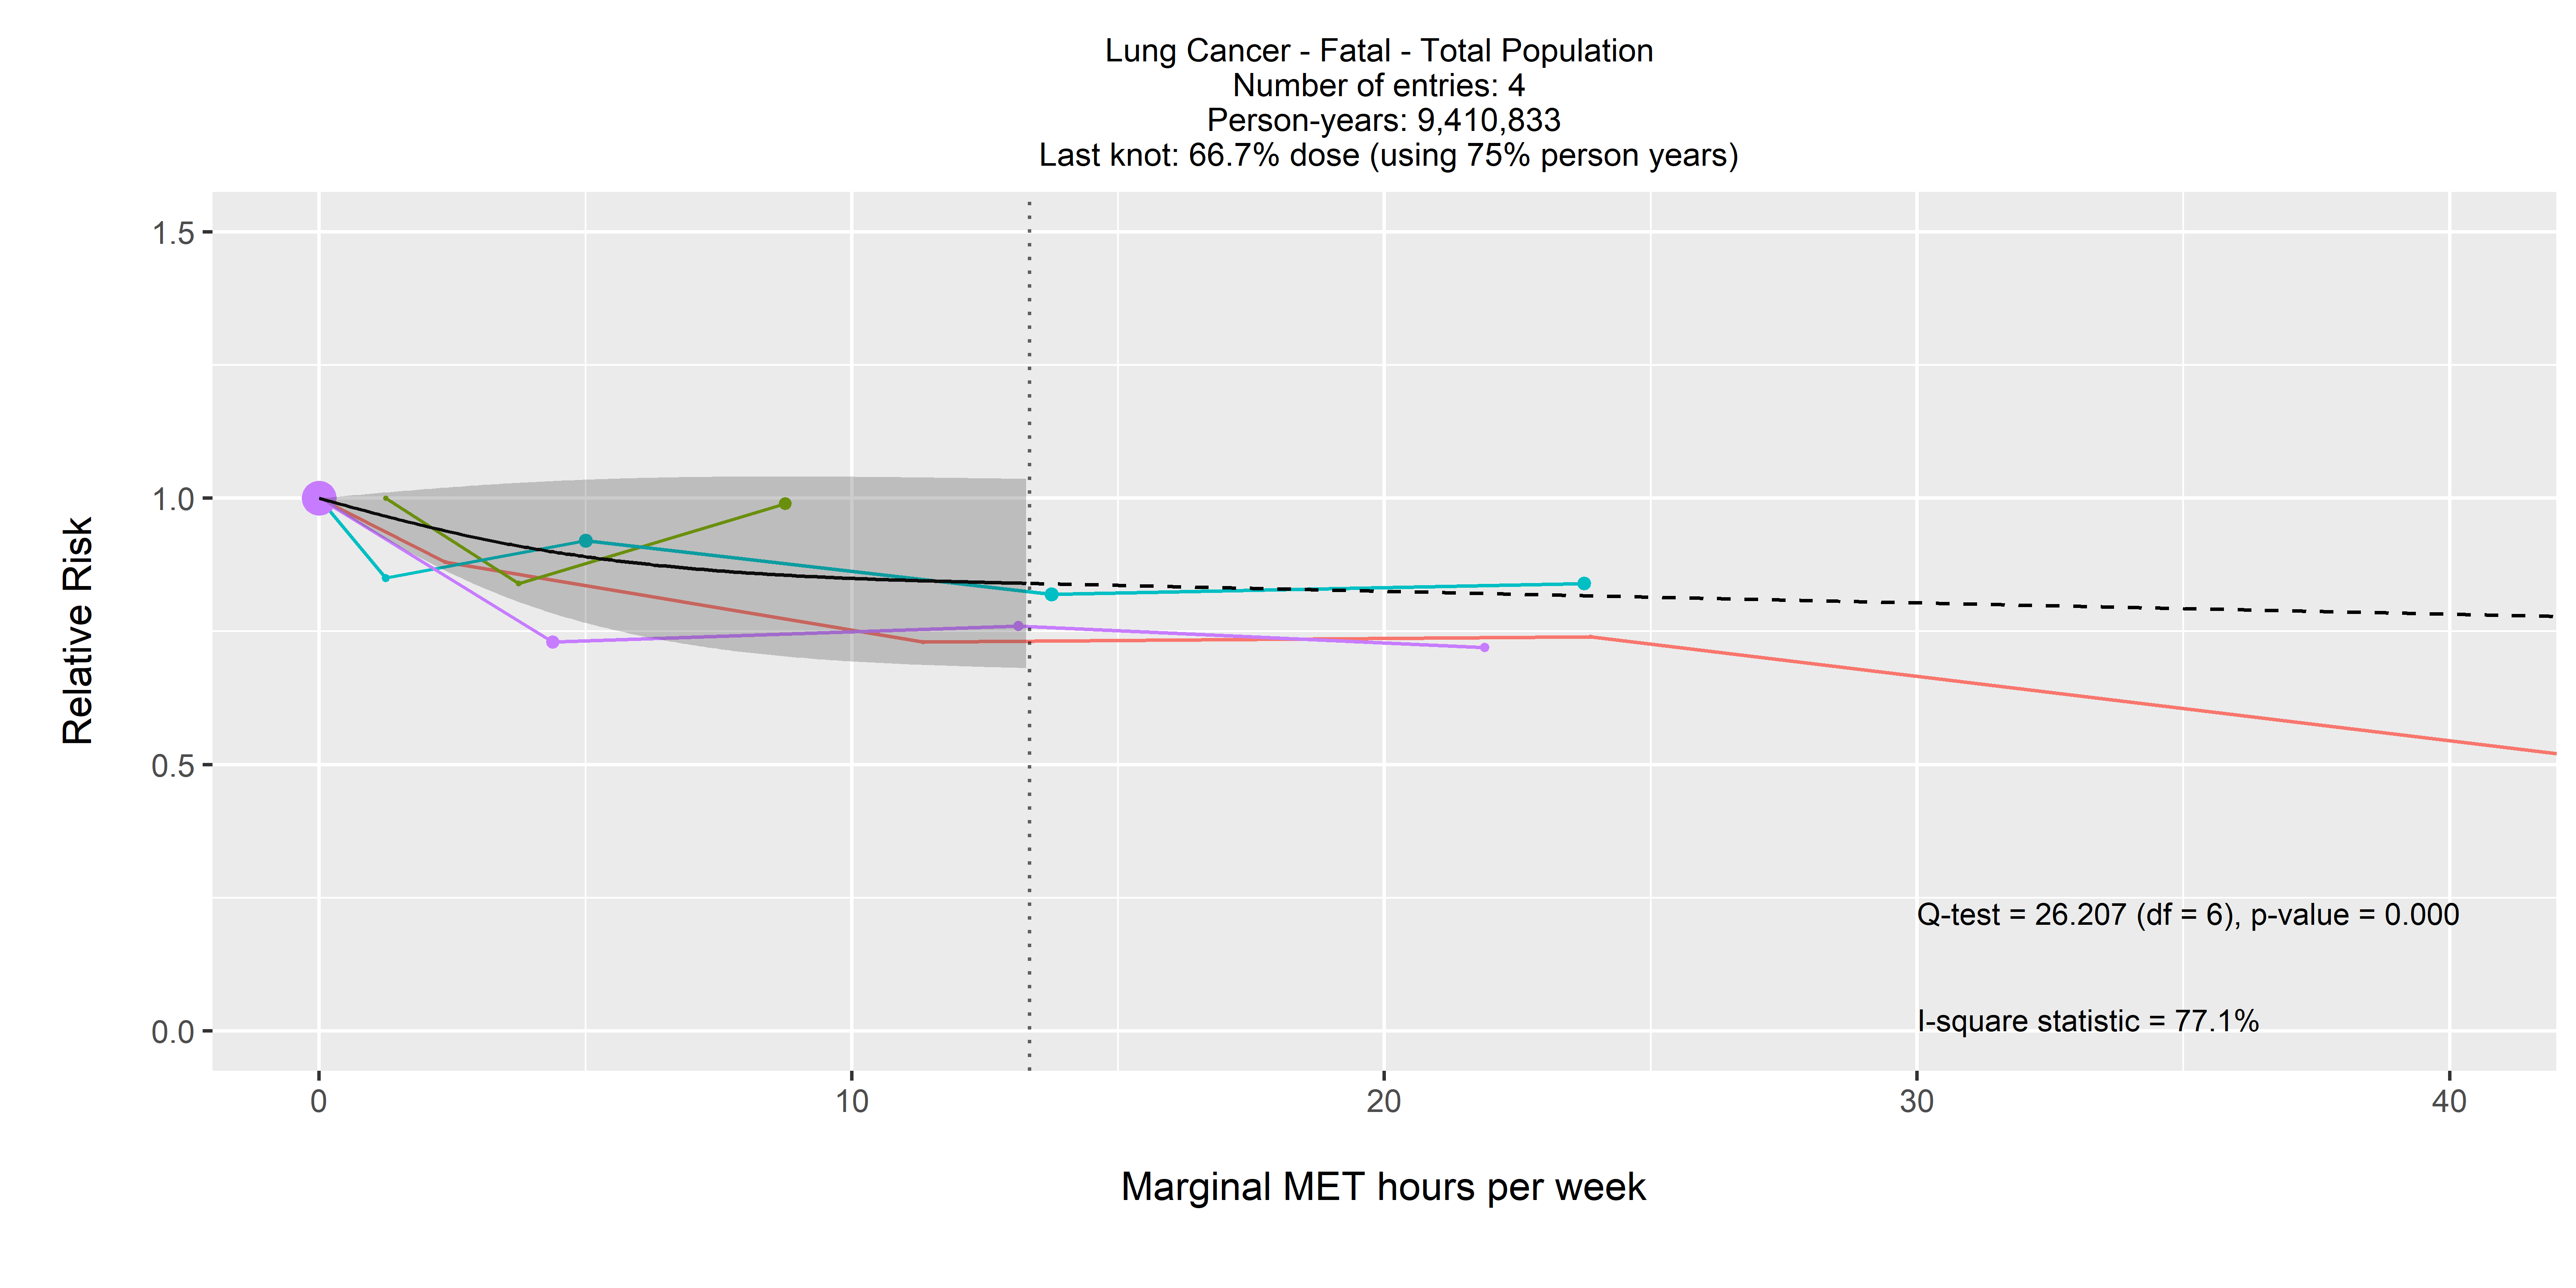 Lung Cancer - Fatal - Total Population
Number of entries: 4
Person-years: 9,410,833
Last knot: 66.7% dose (using 75% person years)
1.5
1.0
0.5
0.0
Relative Risk
Q-test = 26.207 (df = 6), p-value = 0.000
I-square statistic = 77.1%
0 10 20 30 40
Marginal MET hours per week